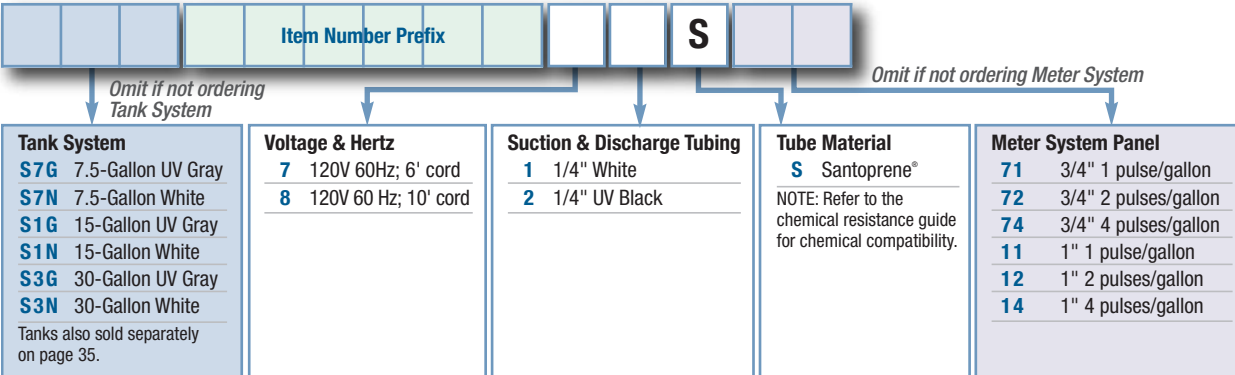 Item Number Prefix
S
Omit if not ordering
Tank System
Omit if not ordering Meter System
Tank System
S7G 7.5-Gallon UV Gray
S7N 7.5-Gallon White
S1G 15-Gallon UV Gray
S1N 15-Gallon White
S3G 30-Gallon UV Gray
S3N 30-Gallon White
Tanks also sold separately
on page 35.
Voltage & Hertz
7 120V 60Hz; 6' cord
8 120V 60 Hz; 10' cord
Suction & Discharge Tubing
1 1/4" White
2 1/4" UV Black
Tube Material
S Santoprene®
NOTE: Refer to the
chemical resistance guide
for chemical compatibility.
Meter System Panel
71 3/4" 1 pulse/gallon
72 3/4" 2 pulses/gallon
74 3/4" 4 pulses/gallon
11 1" 1 pulse/gallon
12 1" 2 pulses/gallon
14 1" 4 pulses/gallon